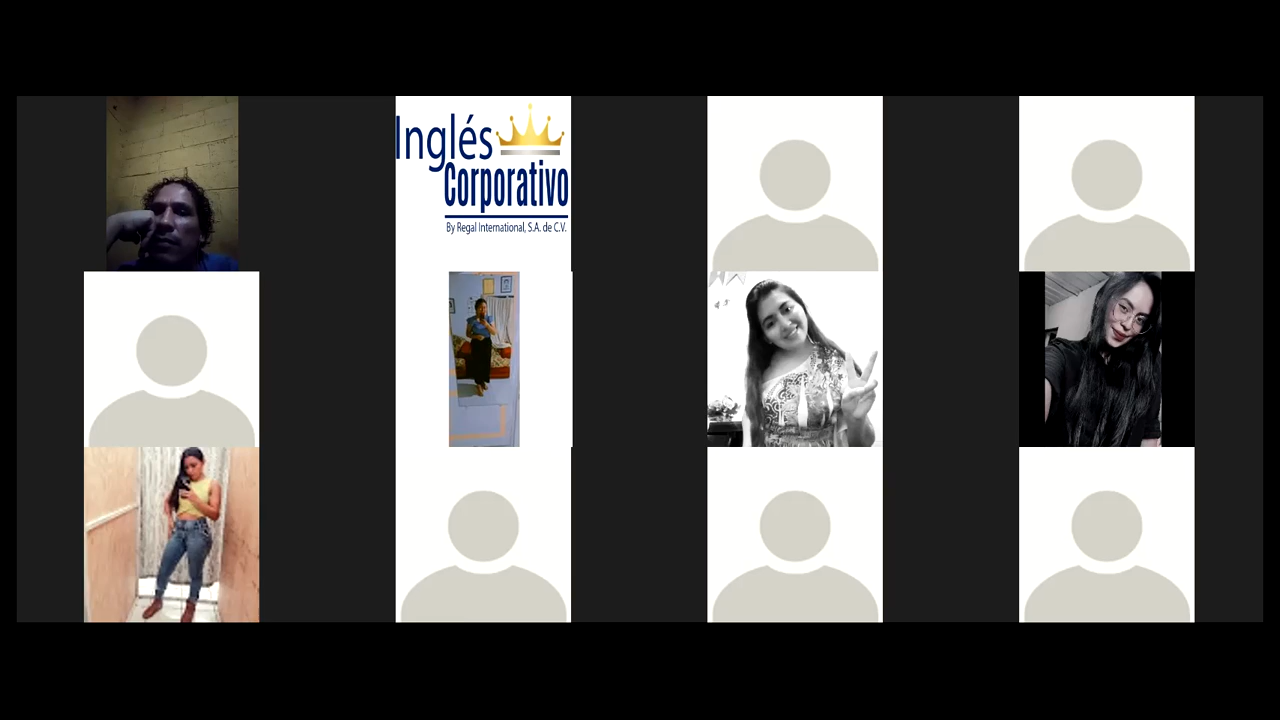 Inglés
Corporativo
By Regal International, S.A. de C.V.